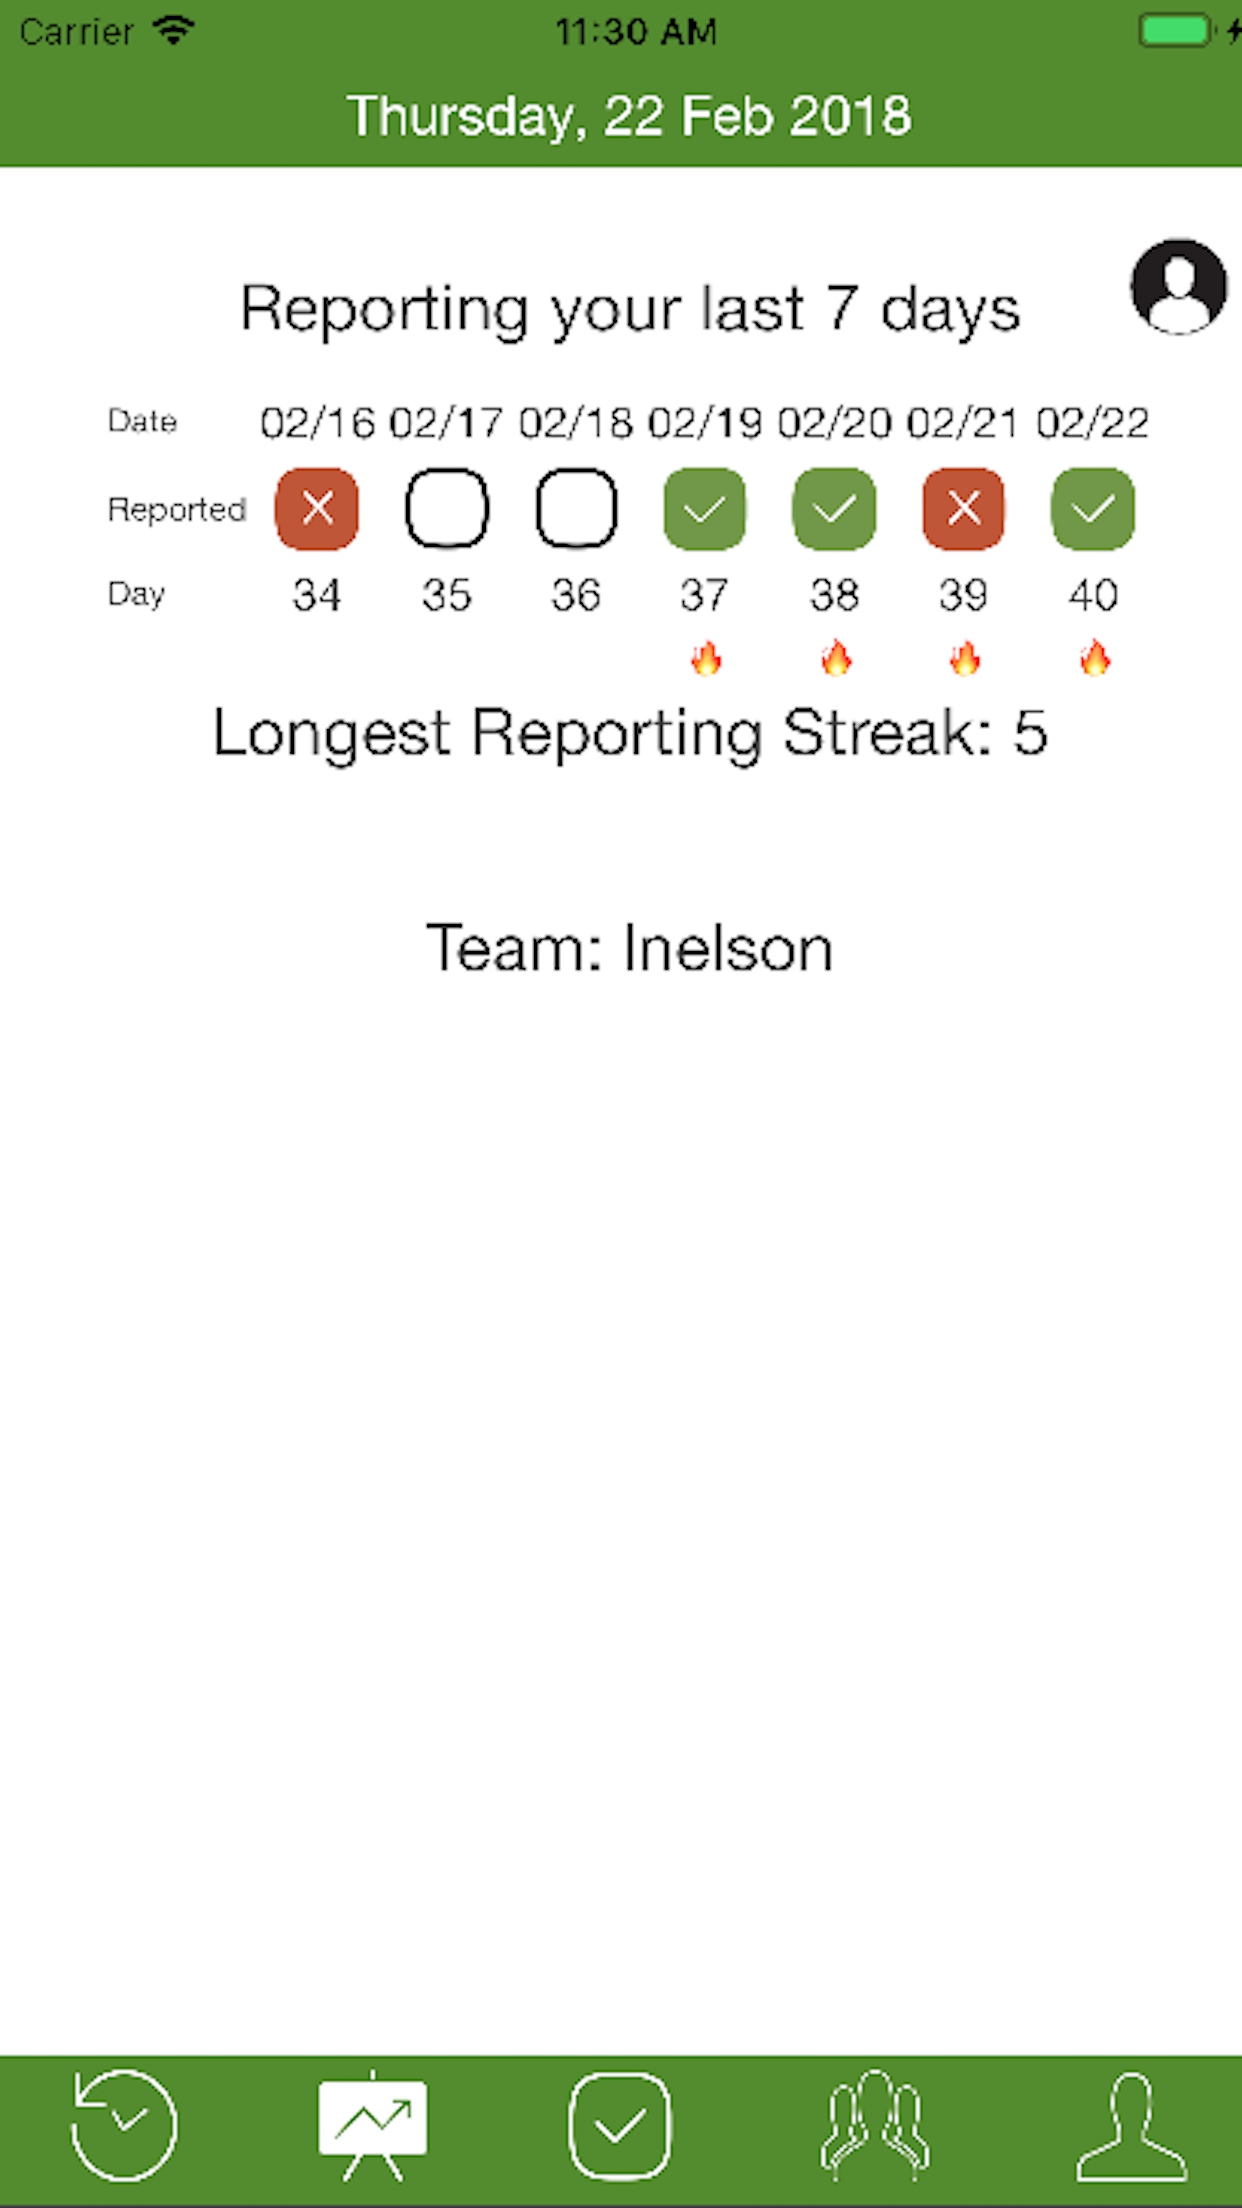 Carrier 11:30 AM
Thursday, 22 Feb 2018
Reporting your last 7 days
Date 02/16 02/17 02/18 02/19 02/20 02/21 02/22
Reported
Day 34 35 36 37 38 39 40
Longest Reporting Streak: 5
Team: Inelson